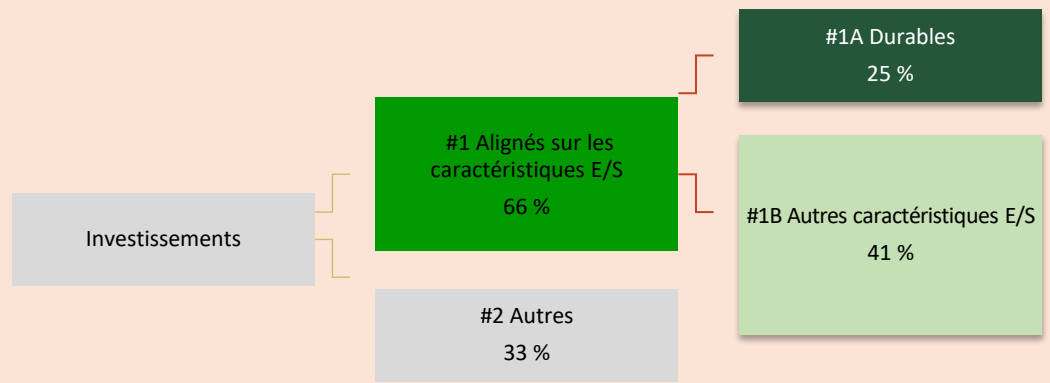 Investissements
#1 Alignés sur les
caractéristiques E/S
66 %
#2 Autres
33 %
#1A Durables
25 %
#1B Autres caractéristiques E/S
41 %